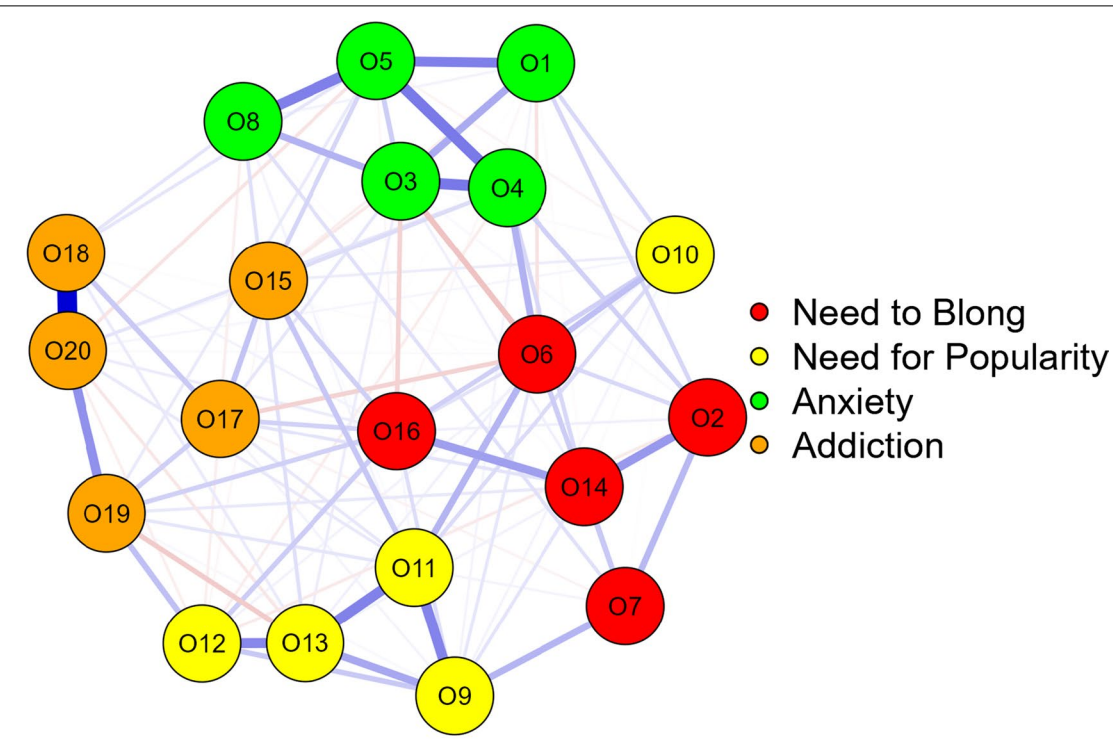 O5
O1
O8
O3
O4
O18
O10
O15
O20
O6
O17
O16
O2
O14
O19
O11
O7
O12
O13
O9
Need to Blong
Need for Popularity
Anxiety
Addiction